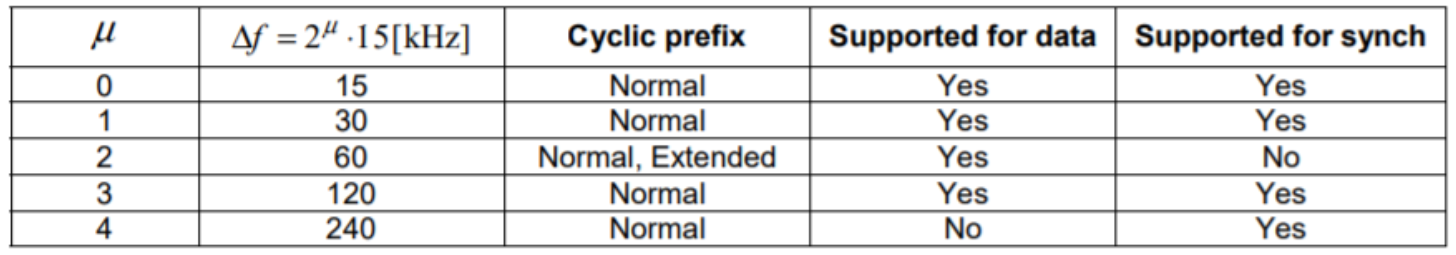 μ Δf = 2^μ · 15[kHz] Cyclic prefix Supported for data Supported for synch
0 15 Normal Yes Yes
1 30 Normal Yes Yes
2 60 Normal, Extended Yes No
3 120 Normal Yes Yes
4 240 Normal No Yes